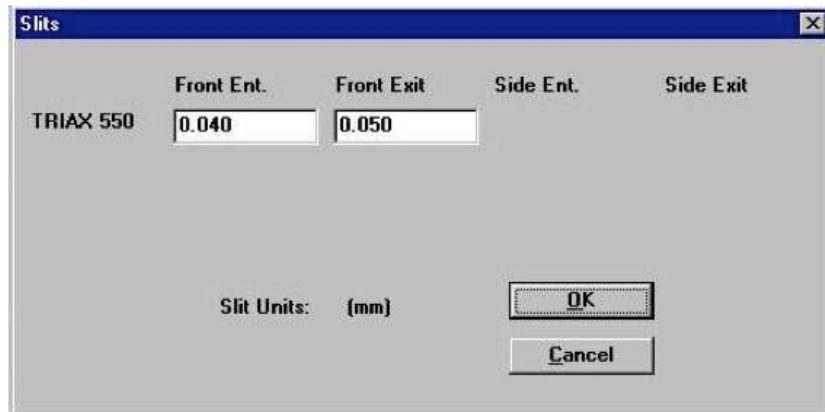 Slits
Front Ent. Front Exit Side Ent. Side Exit
TRIAX 550 0.040 0.050
Slit Units: (mm) OK
Cancel